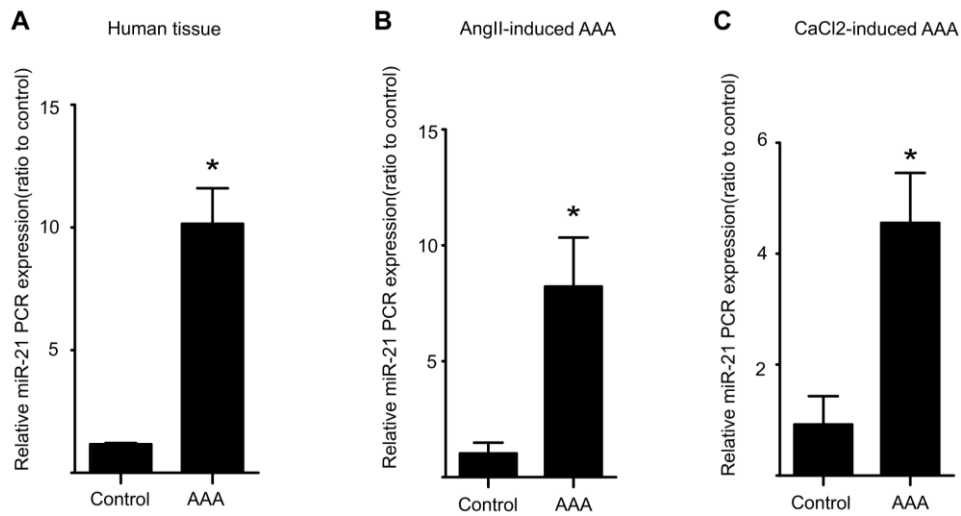 A
Human tissue
Relative miR-21 PCR expression(ratio to control)
15
10
5
*
Control
AAA
B
AngII-induced AAA
Relative miR-21 PCR expression(ratio to control)
15
10
5
*
Control
AAA
C
CaCl2-induced AAA
Relative miR-21 PCR expression(ratio to control)
6
4
2
*
Control
AAA